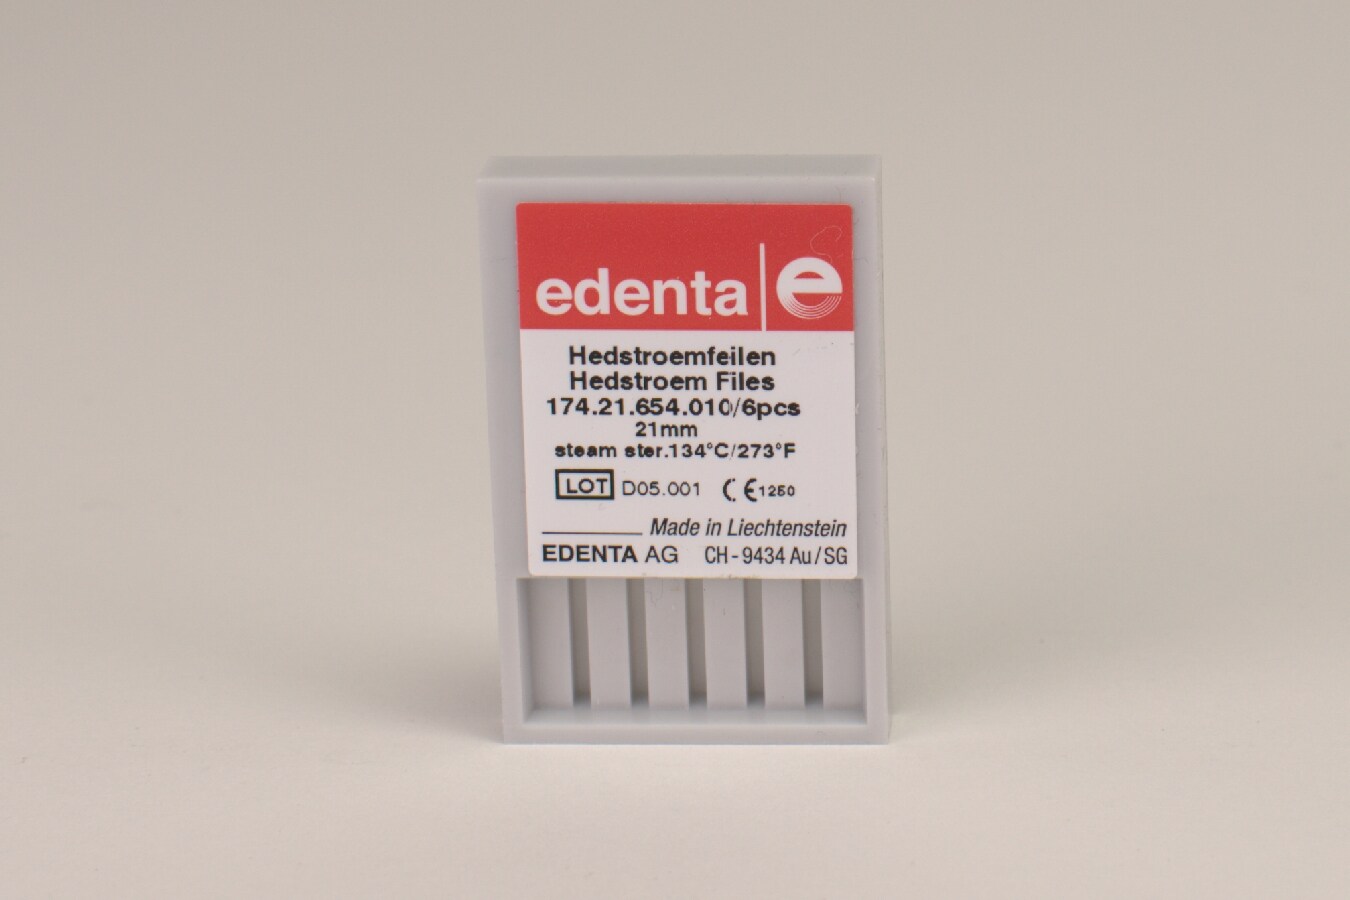 edenta e
Hedstroemfeilen
Hedstroem Files
174.21.654.010/6pcs
21mm
steam ster.134°C/273°F
LOT D05.001 CE 1250
Made in Liechtenstein
EDENTA AG CH-9434 Au/SG